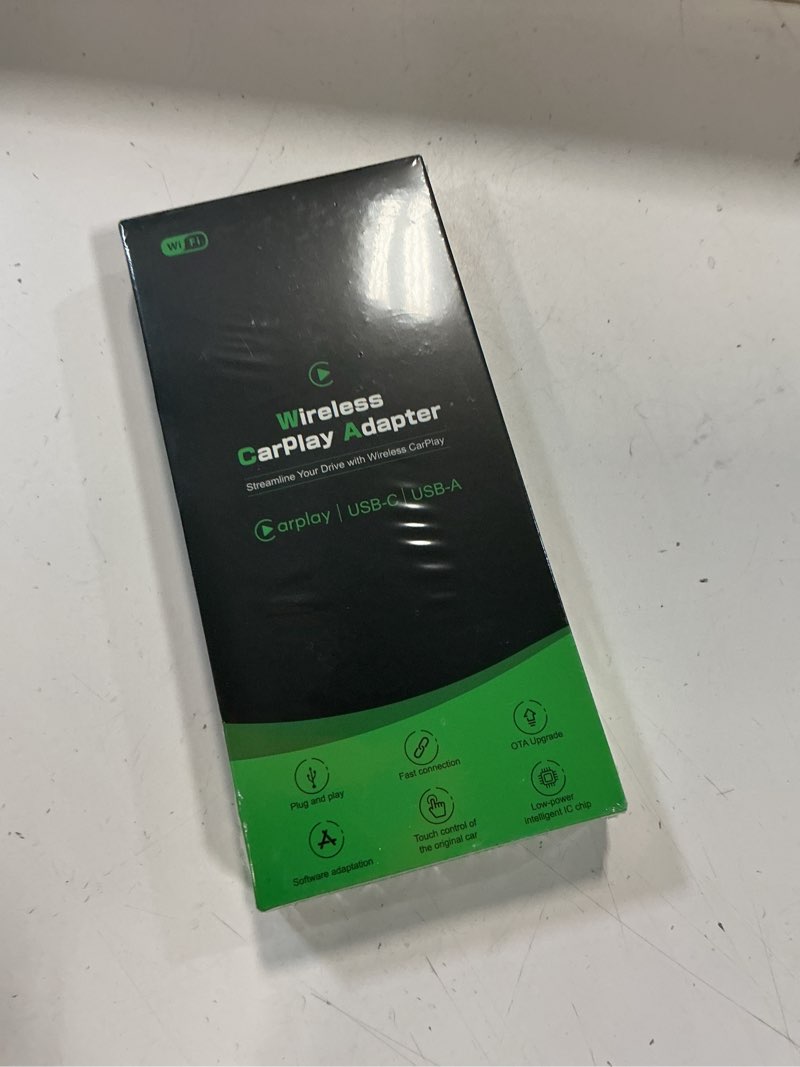 WiFi
Wireless
CarPlay Adapter
Streamline Your Drive with Wireless CarPlay
Carplay | USB-C | USB-A
Plug and play
Fast connection
OTA Upgrade
Software adaptation
Touch control of
the original car
Low-power
intelligent IC chip